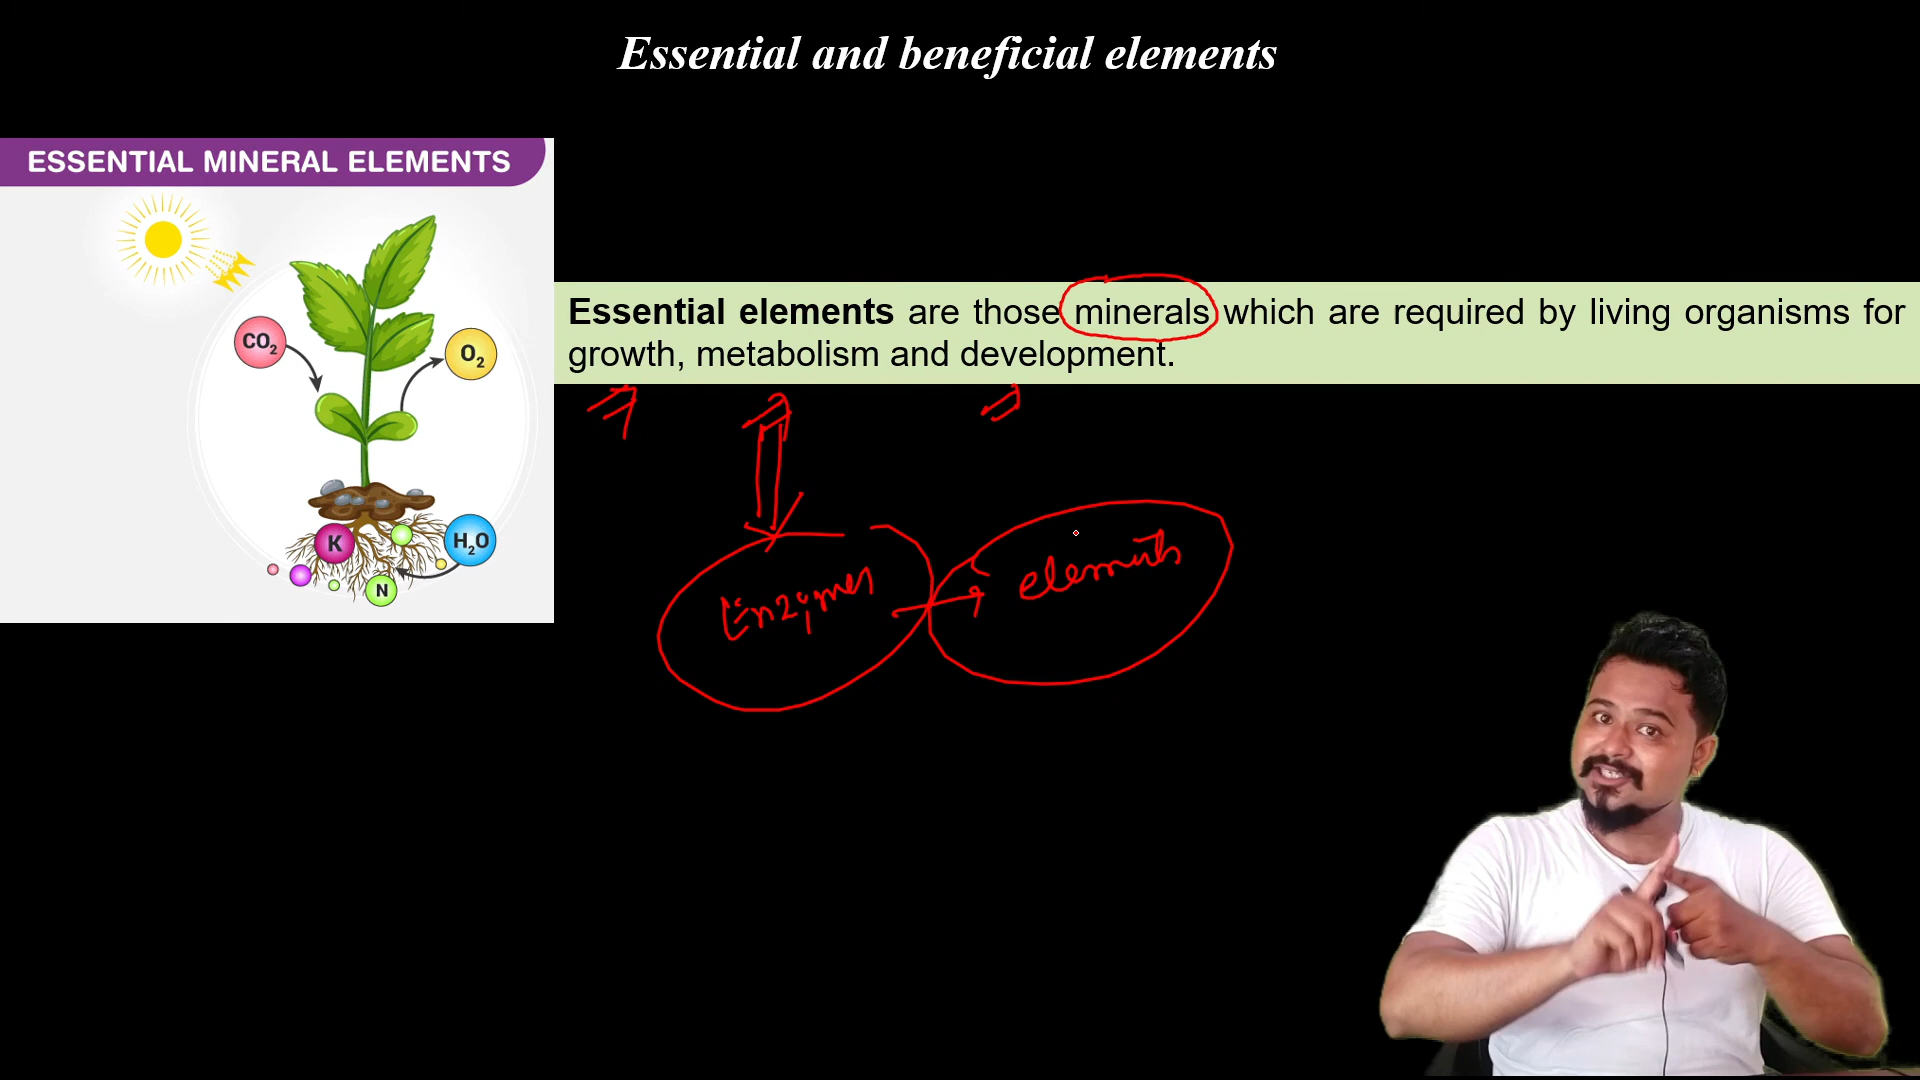 Essential and beneficial elements
ESSENTIAL MINERAL ELEMENTS
CO₂
O₂
K
H₂O
N
Essential elements are those minerals which are required by living organisms for
growth, metabolism and development.
Enzymes
elements